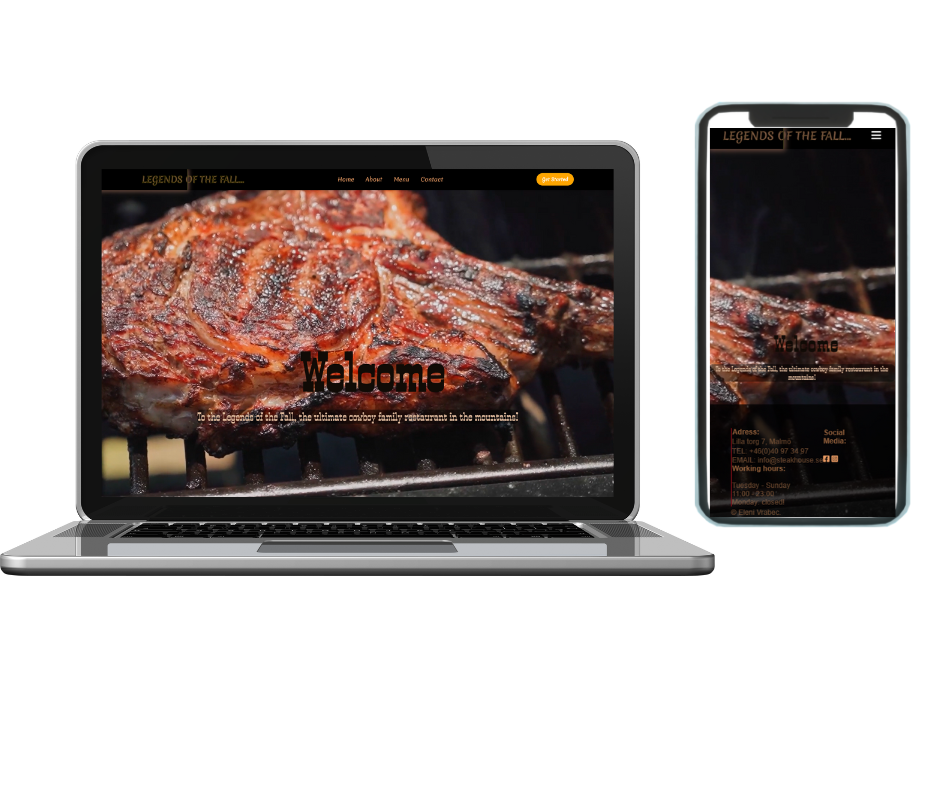 LEGENDS OF THE FALL...
Home About Menu Contact
Get Started
Welcome
To the Legends of the Fall, the ultimate cowboy family restaurant in the mountains!
LEGENDS OF THE FALL...
Welcome
To the Legends of the Fall, the ultimate cowboy family restaurant in the
mountains!
Adress:
Lilla torg 7, Malmö
TEL: +45(0)40 97 34 97
EMAIL: info@steakhouse.se
Working hours:
Tuesday - Sunday
11.00 - 23.00
Monday: closed!
Social
Media: